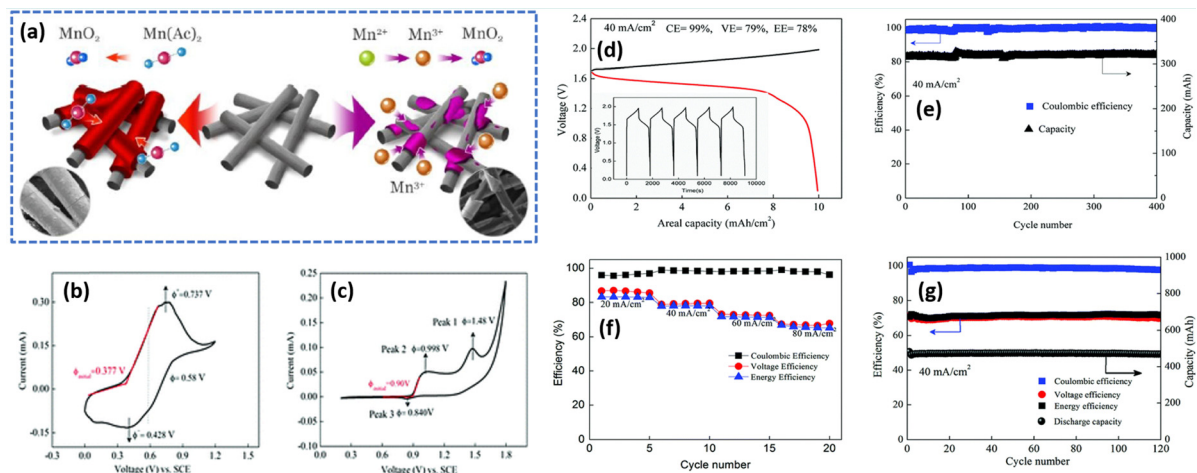 (a)
MnO2 Mn(Ac)2
Mn2+ Mn3+ MnO2
Mn3+
(b)
ϕ=0.737 V
ϕinitial=0.377V
ϕ=0.58 V
ϕ=0.428 V
Current (mA)
0.30
0.15
0.00
-0.15
-0.3 0.0 0.3 0.6 0.9 1.2 1.5
Voltage (V) vs. SCE
(c)
Peak 1 ϕ=1.48 V
Peak 2 ϕ=0.998 V
ϕinitial=0.90V
Peak 3 ϕ=0.840V
Current (mA)
0.25
0.20
0.15
0.10
0.05
0.00
-0.05
0.0 0.3 0.6 0.9 1.2 1.5 1.8
Voltage (V) vs. SCE
(d)
40 mA/cm2 CE= 99%, VE= 79%, EE= 78%
Voltage (V)
2.4
2.0
1.6
1.2
0.8
0.4
0.0
Voltage (V)
2.0
1.5
1.0
0.5
0 2000 4000 6000 8000 10000
Time(s)
0 2 4 6 8 10
Areal capacity (mAh/cm2)
(e)
40 mA/cm2
Coulombic efficiency
Capacity
Efficiency (%)
100
80
60
40
20
0
Capacity (mAh)
400
300
200
100
0
0 80 160 240 320 400
Cycle number
(f)
20 mA/cm2
40 mA/cm2
60 mA/cm2
80 mA/cm2
Coulombic Efficiency
Voltage Efficiency
Energy Efficiency
Efficiency (%)
100
80
60
40
20
0
0 5 10 15 20
Cycle number
(g)
40 mA/cm2
Coulombic efficiency
Voltage efficiency
Energy efficiency
Discharge capacity
Efficiency (%)
100
80
60
40
20
0
Capacity (mAh)
1000
800
600
400
200
0
0 20 40 60 80 100 120
Cycle number